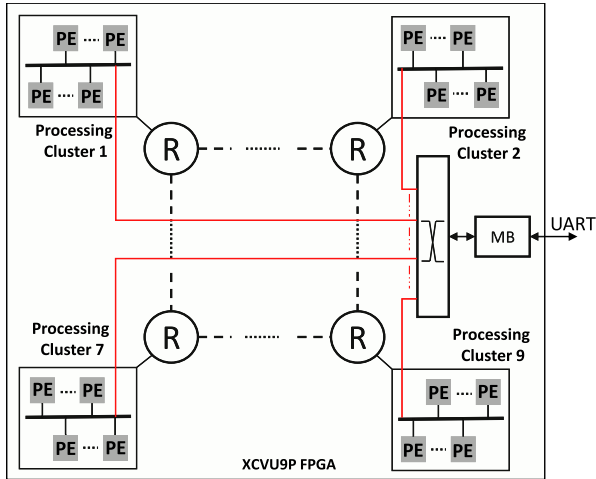 PE PE PE PE
PE PE PE PE
Processing
Cluster 1
Processing
Cluster 2
R R
UART
MB
Processing
Cluster 7
Processing
Cluster 9
R R
PE PE PE PE
PE PE PE PE
XCVU9P FPGA